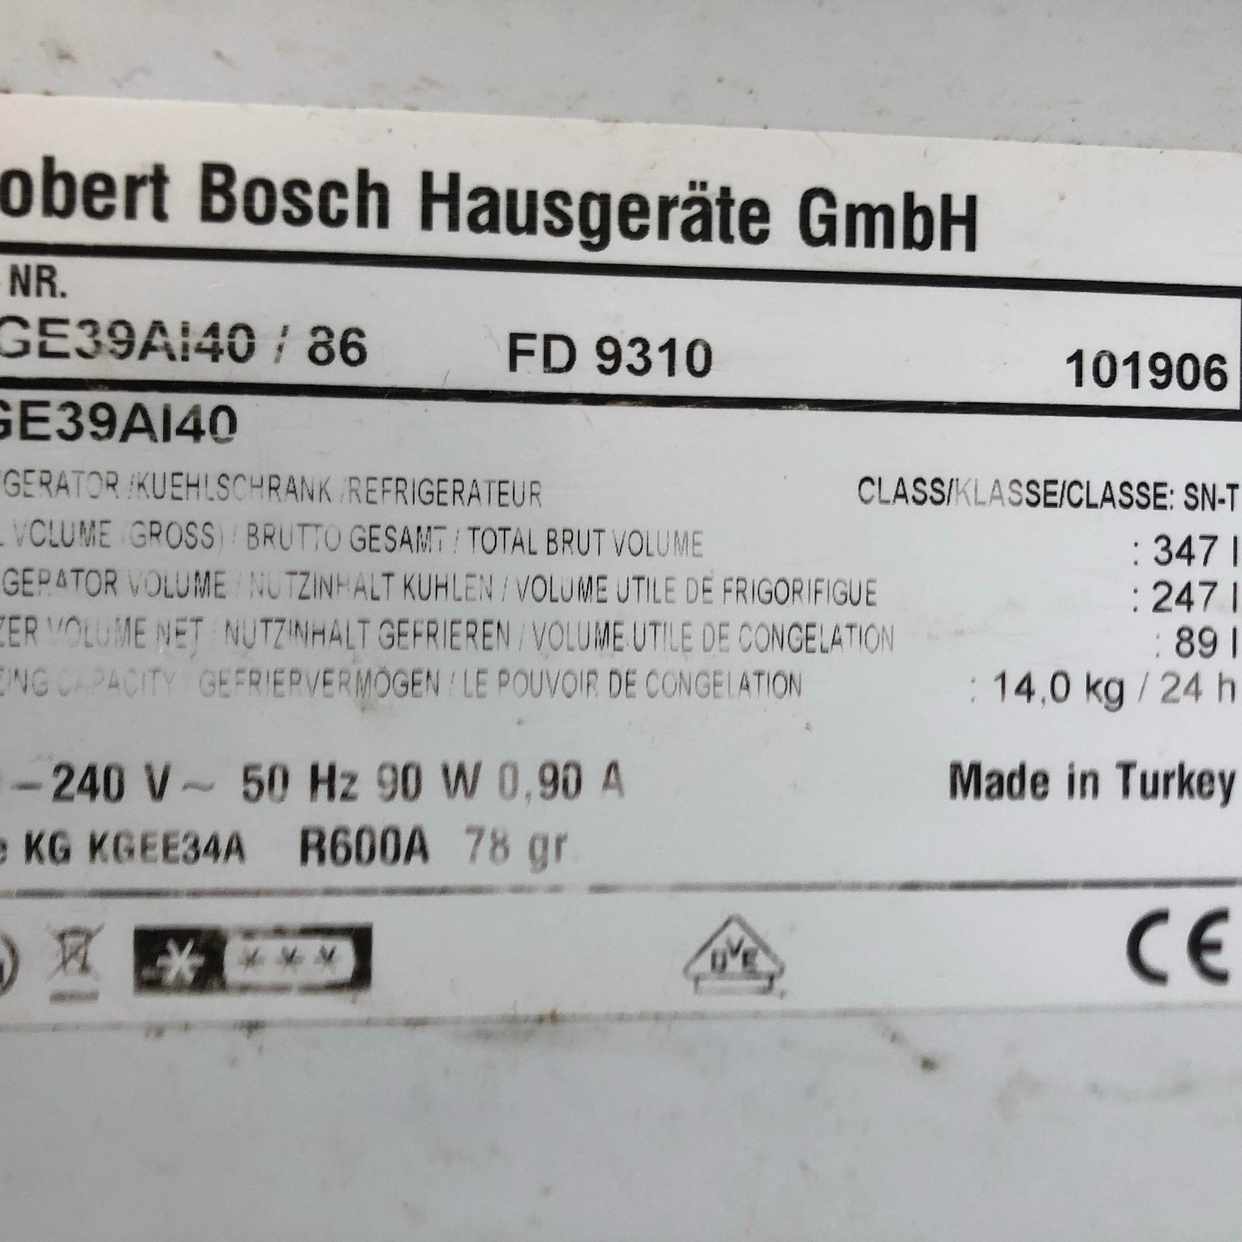 obert Bosch Hausgeräte GmbH
NR.
GE39AI40 / 86 FD 9310 101906
GE39AI40
GERATOR /KUEHLSCHRANK /REFRIGERATEUR CLASS/KLASSE/CLASSE: SN-T
L VOLUME (GROSS) / BRUTTO GESAMT / TOTAL BRUT VOLUME : 347 l
GERATOR VOLUME / NUTZINHALT KUHLEN / VOLUME UTILE DE FRIGORIFIGUE : 247 l
ZER VOLUME NET / NUTZINHALT GEFRIEREN / VOLUME UTILE DE CONGELATION : 89 l
ZING CAPACITY / GEFRIERVERMÖGEN / LE POUVOIR DE CONGELATION : 14,0 kg / 24 h
–240 V ~ 50 Hz 90 W 0,90 A Made in Turkey
e KG KGEE34A R600A 78 gr
DVE CE